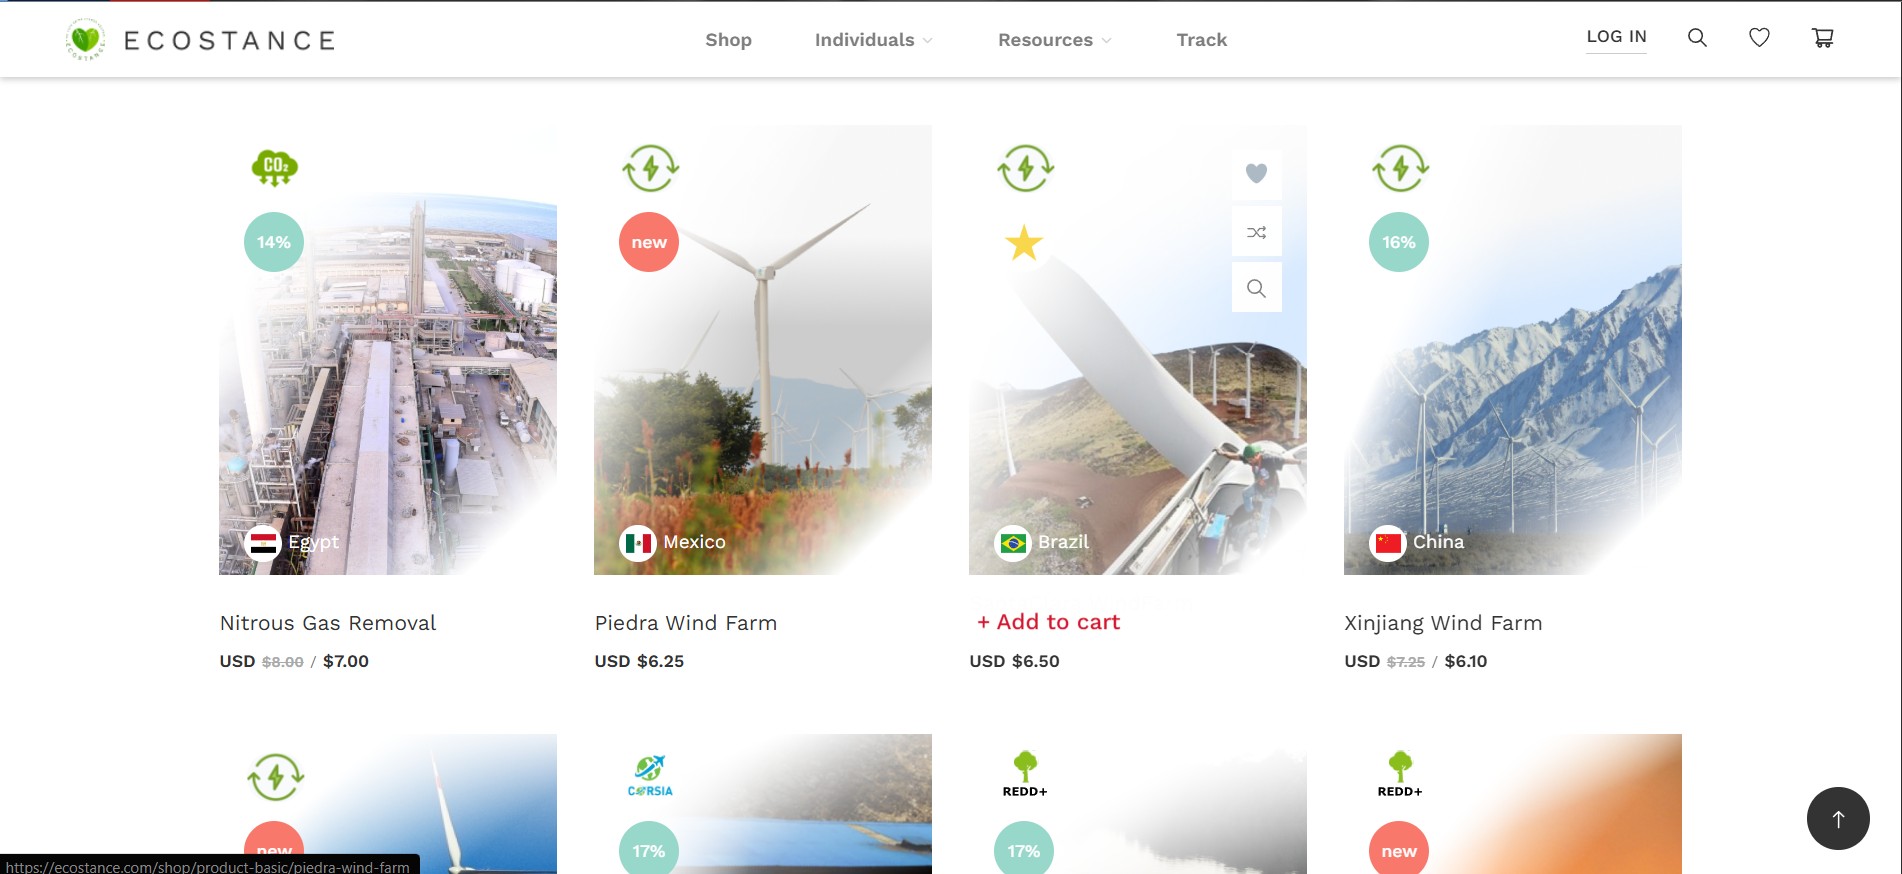 ECOSTANCE
Shop
Individuals
Resources
Track
LOG IN
CO₂
14%
new
16%
Egypt
Mexico
Brazil
China
Nitrous Gas Removal
Piedra Wind Farm
+ Add to cart
Xinjiang Wind Farm
USD $8.00 / $7.00
USD $6.25
USD $6.50
USD $7.25 / $6.10
CORSIA
REDD+
REDD+
new
17%
17%
new
https://ecostance.com/shop/product-basic/piedra-wind-farm